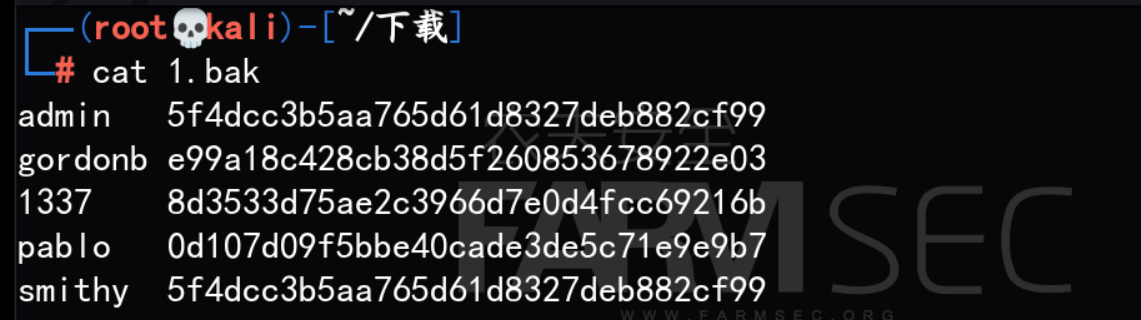 (root💀kali)-[~/下载]
# cat 1.bak
admin 5f4dcc3b5aa765d61d8327deb882cf99
gordonb e99a18c428cb38d5f260853678922e03
1337 8d3533d75ae2c3966d7e0d4fcc69216b
pablo 0d107d09f5bbe40cade3de5c71e9e9b7
smithy 5f4dcc3b5aa765d61d8327deb882cf99
FARMSEC
WWW.FARMSEC.ORG